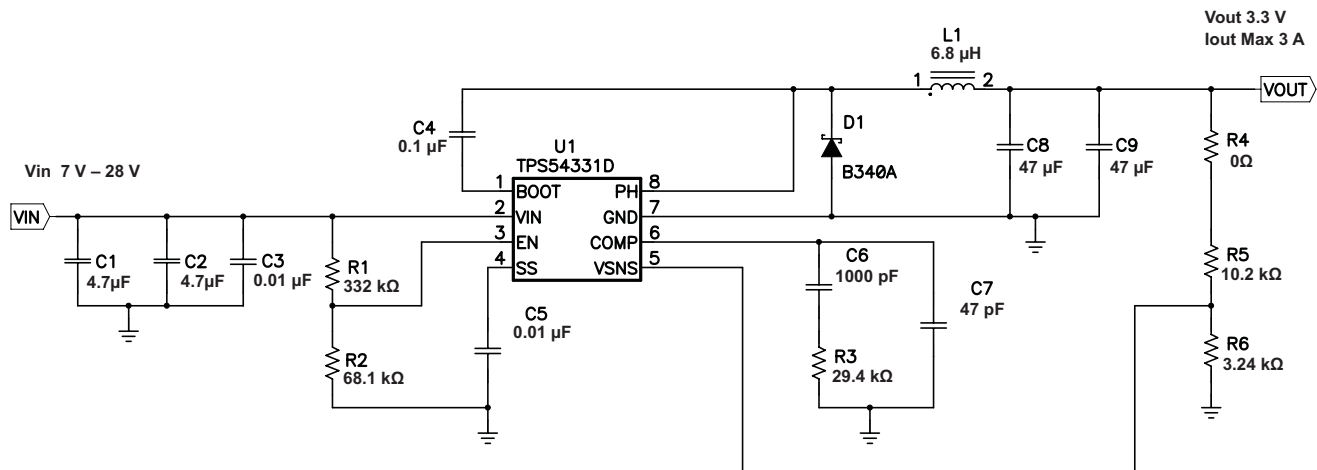 Vout 3.3 V
Iout Max 3 A
L1
6.8 µH
1 2
VOUT
C4
0.1 µF
D1
B340A
C8
47 µF
C9
47 µF
R4
0Ω
U1
TPS54331D
Vin 7 V – 28 V
1 BOOT PH 8
VIN
2 VIN GND 7
3 EN COMP 6
4 SS VSNS 5
C1
4.7µF
C2
4.7µF
C3
0.01 µF
R1
332 kΩ
C6
1000 pF
C7
47 pF
R5
10.2 kΩ
C5
0.01 µF
R2
68.1 kΩ
R3
29.4 kΩ
R6
3.24 kΩ